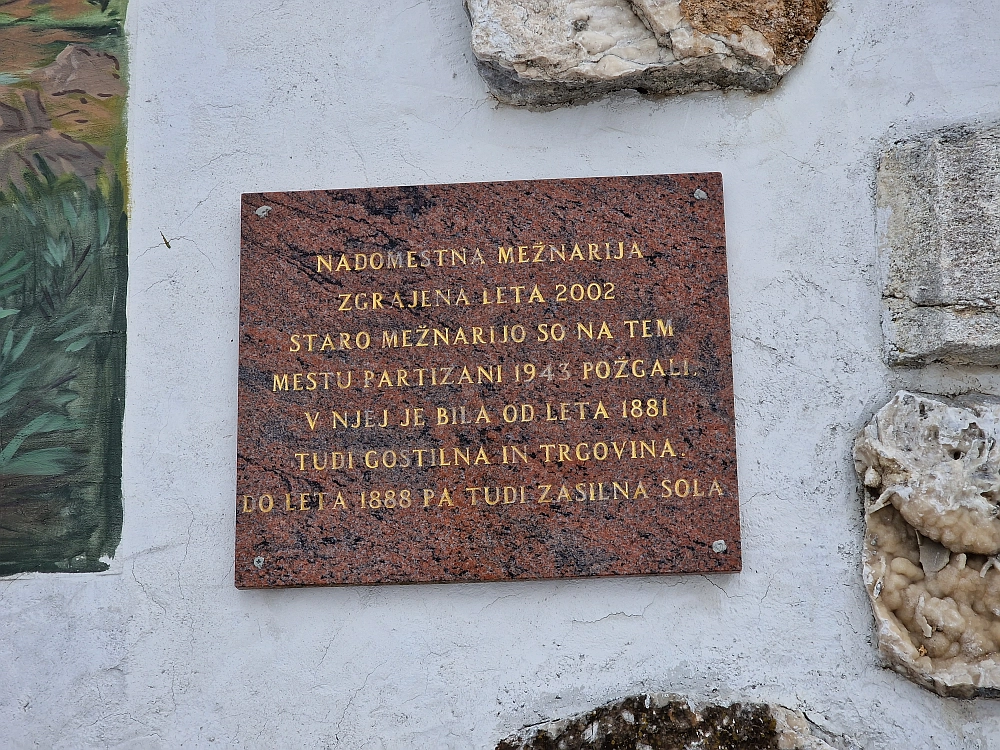 NADOMESTNA MEŽNARIJA
ZGRAJENA LETA 2002
STARO MEŽNARIJO SO NA TEM
MESTU PARTIZANI 1943 POŽGALI.
V NJEJ JE BILA OD LETA 1881
TUDI GOSTILNA IN TRGOVINA.
DO LETA 1888 PA TUDI ZASILNA SOLA